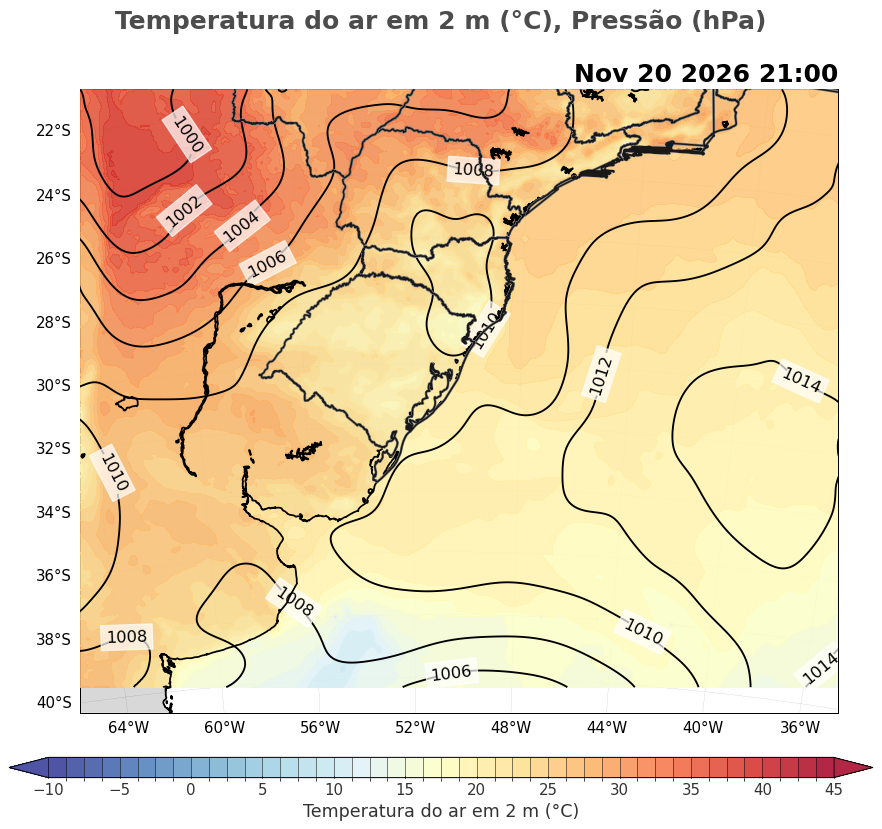 Temperatura do ar em 2 m (°C), Pressão (hPa)
Nov 20 2026 21:00
22°S
24°S
26°S
28°S
30°S
32°S
34°S
36°S
38°S
40°S
1000
1002
1004
1006
1008
1010
1012
1014
1010
1008
1008
1006
1010
1014
64°W 60°W 56°W 52°W 48°W 44°W 40°W 36°W
−10 −5 0 5 10 15 20 25 30 35 40 45
Temperatura do ar em 2 m (°C)